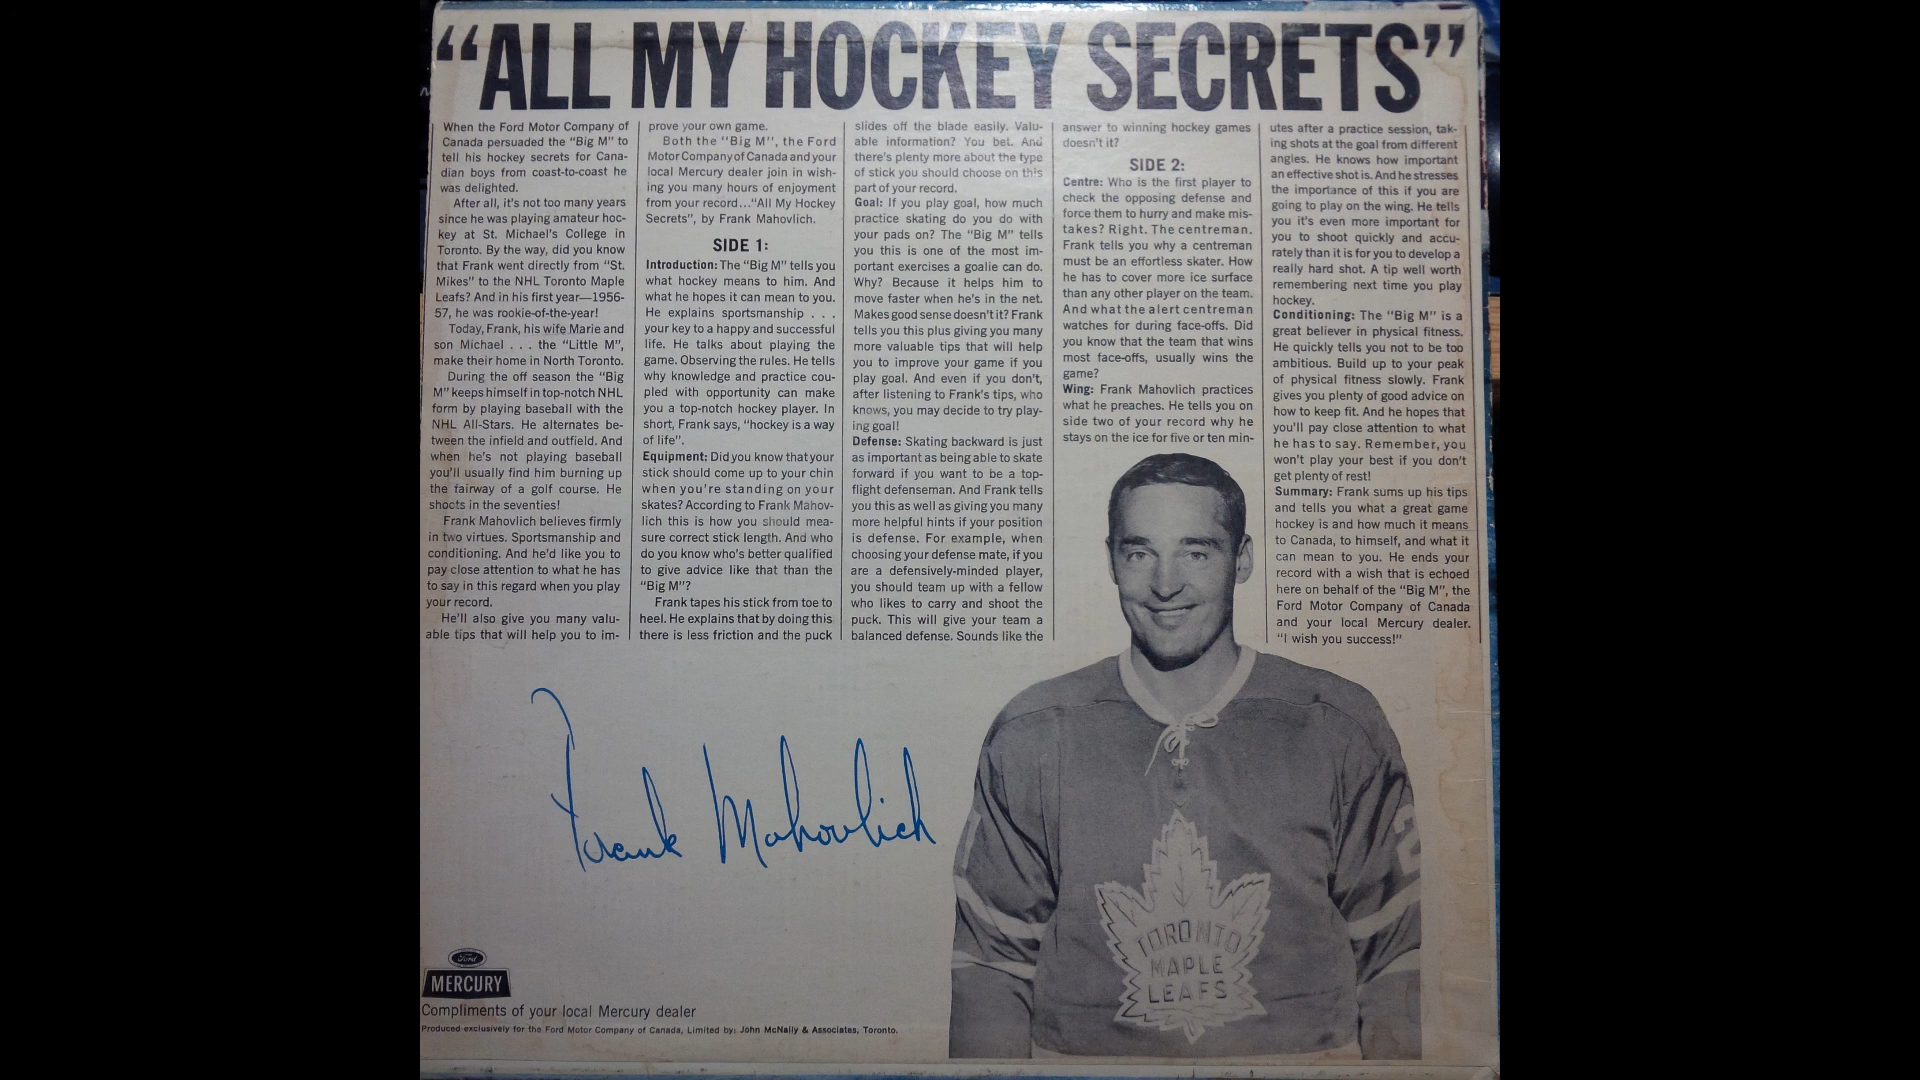 “ALL MY HOCKEY SECRETS”
When the Ford Motor Company of
Canada persuaded the “Big M” to
tell his hockey secrets for Cana-
dian boys from coast-to-coast he
was delighted.
After all, it’s not too many years
since he was playing amateur hoc-
key at St. Michael’s College in
Toronto. By the way, did you know
that Frank went directly from “St.
Mikes” to the NHL Toronto Maple
Leafs? And in his first year—1956-
57, he was rookie-of-the-year!
Today, Frank, his wife Marie and
son Michael . . . the “Little M”,
make their home in North Toronto.
During the off season the “Big
M” keeps himself in top-notch NHL
form by playing baseball with the
NHL All-Stars. He alternates be-
tween the infield and outfield. And
when he’s not playing baseball
you’ll usually find him burning up
the fairway of a golf course. He
shoots in the seventies!
Frank Mahovlich believes firmly
in two virtues. Sportsmanship and
conditioning. And he’d like you to
pay close attention to what he has
to say in this regard when you play
your record.
He’ll also give you many valu-
able tips that will help you to im-
prove your own game.
Both the “Big M”, the Ford
Motor Company of Canada and your
local Mercury dealer join in wish-
ing you many hours of enjoyment
from your record...“All My Hockey
Secrets”, by Frank Mahovlich.
SIDE 1:
Introduction: The “Big M” tells you
what hockey means to him. And
what he hopes it can mean to you.
He explains sportsmanship . . .
your key to a happy and successful
life. He talks about playing the
game. Observing the rules. He tells
why knowledge and practice cou-
pled with opportunity can make
you a top-notch hockey player. In
short, Frank says, “hockey is a way
of life”.
Equipment: Did you know that your
stick should come up to your chin
when you’re standing on your
skates? According to Frank Mahov-
lich this is how you should mea-
sure correct stick length. And who
do you know who’s better qualified
to give advice like that than the
“Big M”?
Frank tapes his stick from toe to
heel. He explains that by doing this
there is less friction and the puck
slides off the blade easily. Valu-
able information? You bet. And
there’s plenty more about the type
of stick you should choose on this
part of your record.
Goal: If you play goal, how much
practice skating do you do with
your pads on? The “Big M” tells
you this is one of the most im-
portant exercises a goalie can do.
Why? Because it helps him to
move faster when he’s in the net.
Makes good sense doesn’t it? Frank
tells you this plus giving you many
more valuable tips that will help
you to improve your game if you
play goal. And even if you don’t,
after listening to Frank’s tips, who
knows, you may decide to try play-
ing goal!
Defense: Skating backward is just
as important as being able to skate
forward if you want to be a top-
flight defenseman. And Frank tells
you this as well as giving you many
more helpful hints if your position
is defense. For example, when
choosing your defense mate, if you
are a defensively-minded player,
you should team up with a fellow
who likes to carry and shoot the
puck. This will give your team a
balanced defense. Sounds like the
answer to winning hockey games
doesn’t it?
SIDE 2:
Centre: Who is the first player to
check the opposing defense and
force them to hurry and make mis-
takes? Right. The centreman.
Frank tells you why a centreman
must be an effortless skater. How
he has to cover more ice surface
than any other player on the team.
And what the alert centreman
watches for during face-offs. Did
you know that the team that wins
most face-offs, usually wins the
game?
Wing: Frank Mahovlich practices
what he preaches. He tells you on
side two of your record why he
stays on the ice for five or ten min-
utes after a practice session, tak-
ing shots at the goal from different
angles. He knows how important
an effective shot is. And he stresses
the importance of this if you are
going to play on the wing. He tells
you it’s even more important for
you to shoot quickly and accu-
rately than it is for you to develop a
really hard shot. A tip well worth
remembering next time you play
hockey.
Conditioning: The “Big M” is a
great believer in physical fitness.
He quickly tells you not to be too
ambitious. Build up to your peak
of physical fitness slowly. Frank
gives you plenty of good advice on
how to keep fit. And he hopes that
you’ll pay close attention to what
he has to say. Remember, you
won’t play your best if you don’t
get plenty of rest!
Summary: Frank sums up his tips
and tells you what a great game
hockey is and how much it means
to Canada, to himself, and what it
can mean to you. He ends your
record with a wish that is echoed
here on behalf of the “Big M”, the
Ford Motor Company of Canada
and your local Mercury dealer.
“I wish you success!”
Frank Mahovlich
2
TORONTO
MAPLE
LEAFS
Ford
MERCURY
Compliments of your local Mercury dealer
Produced exclusively for the Ford Motor Company of Canada, Limited by: John McNally & Associates, Toronto.